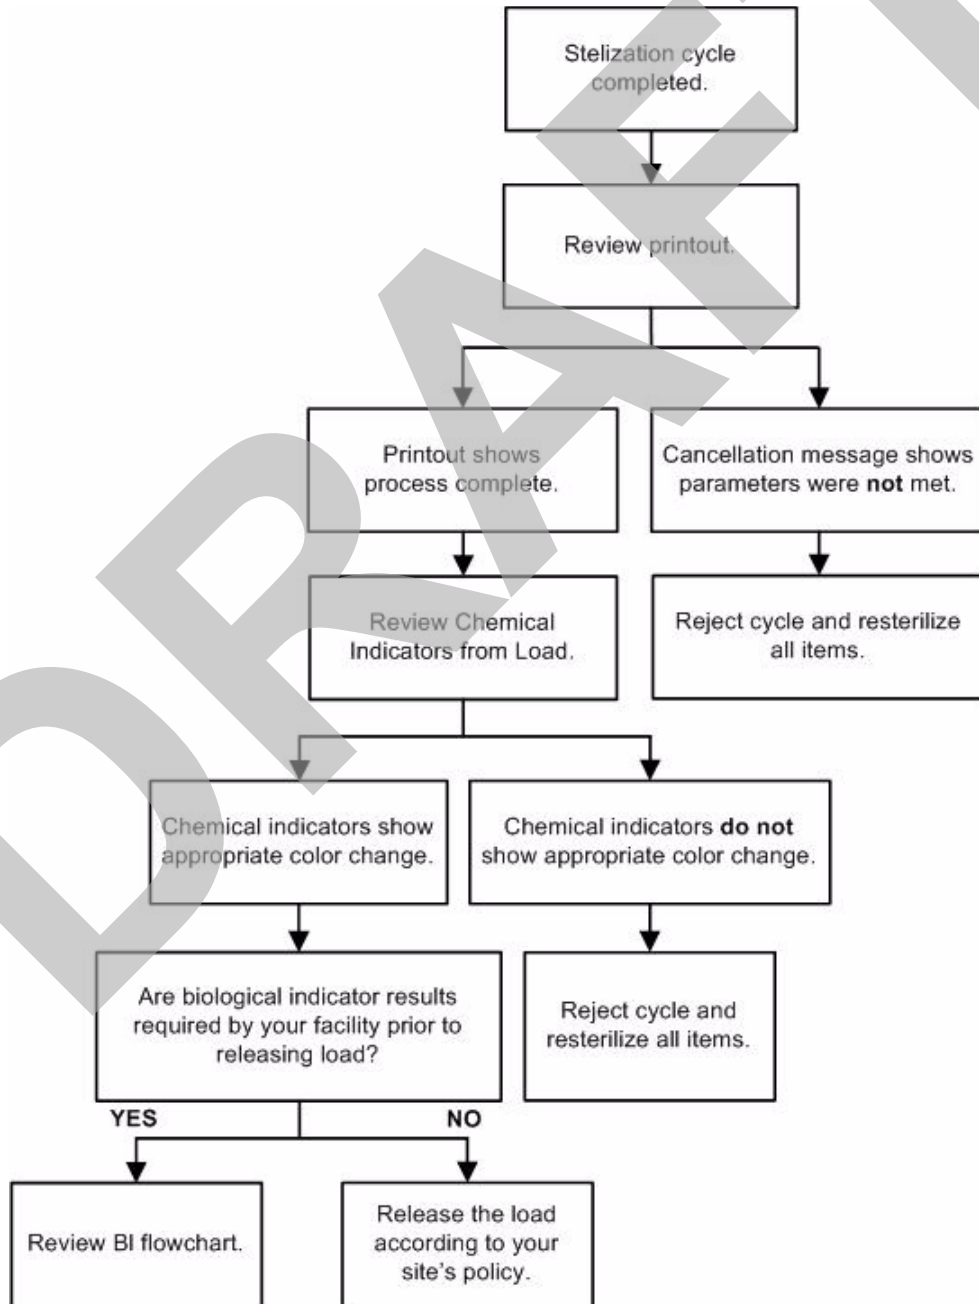 Stelization cycle
completed.
Review printout.
Printout shows
process complete.
Cancellation message shows
parameters were not met.
Review Chemical
Indicators from Load.
Reject cycle and resterilize
all items.
Chemical indicators show
appropriate color change.
Chemical indicators do not
show appropriate color change.
Are biological indicator results
required by your facility prior to
releasing load?
Reject cycle and
resterilize all items.
YES
NO
Review BI flowchart.
Release the load
according to your
site's policy.
DRAFT